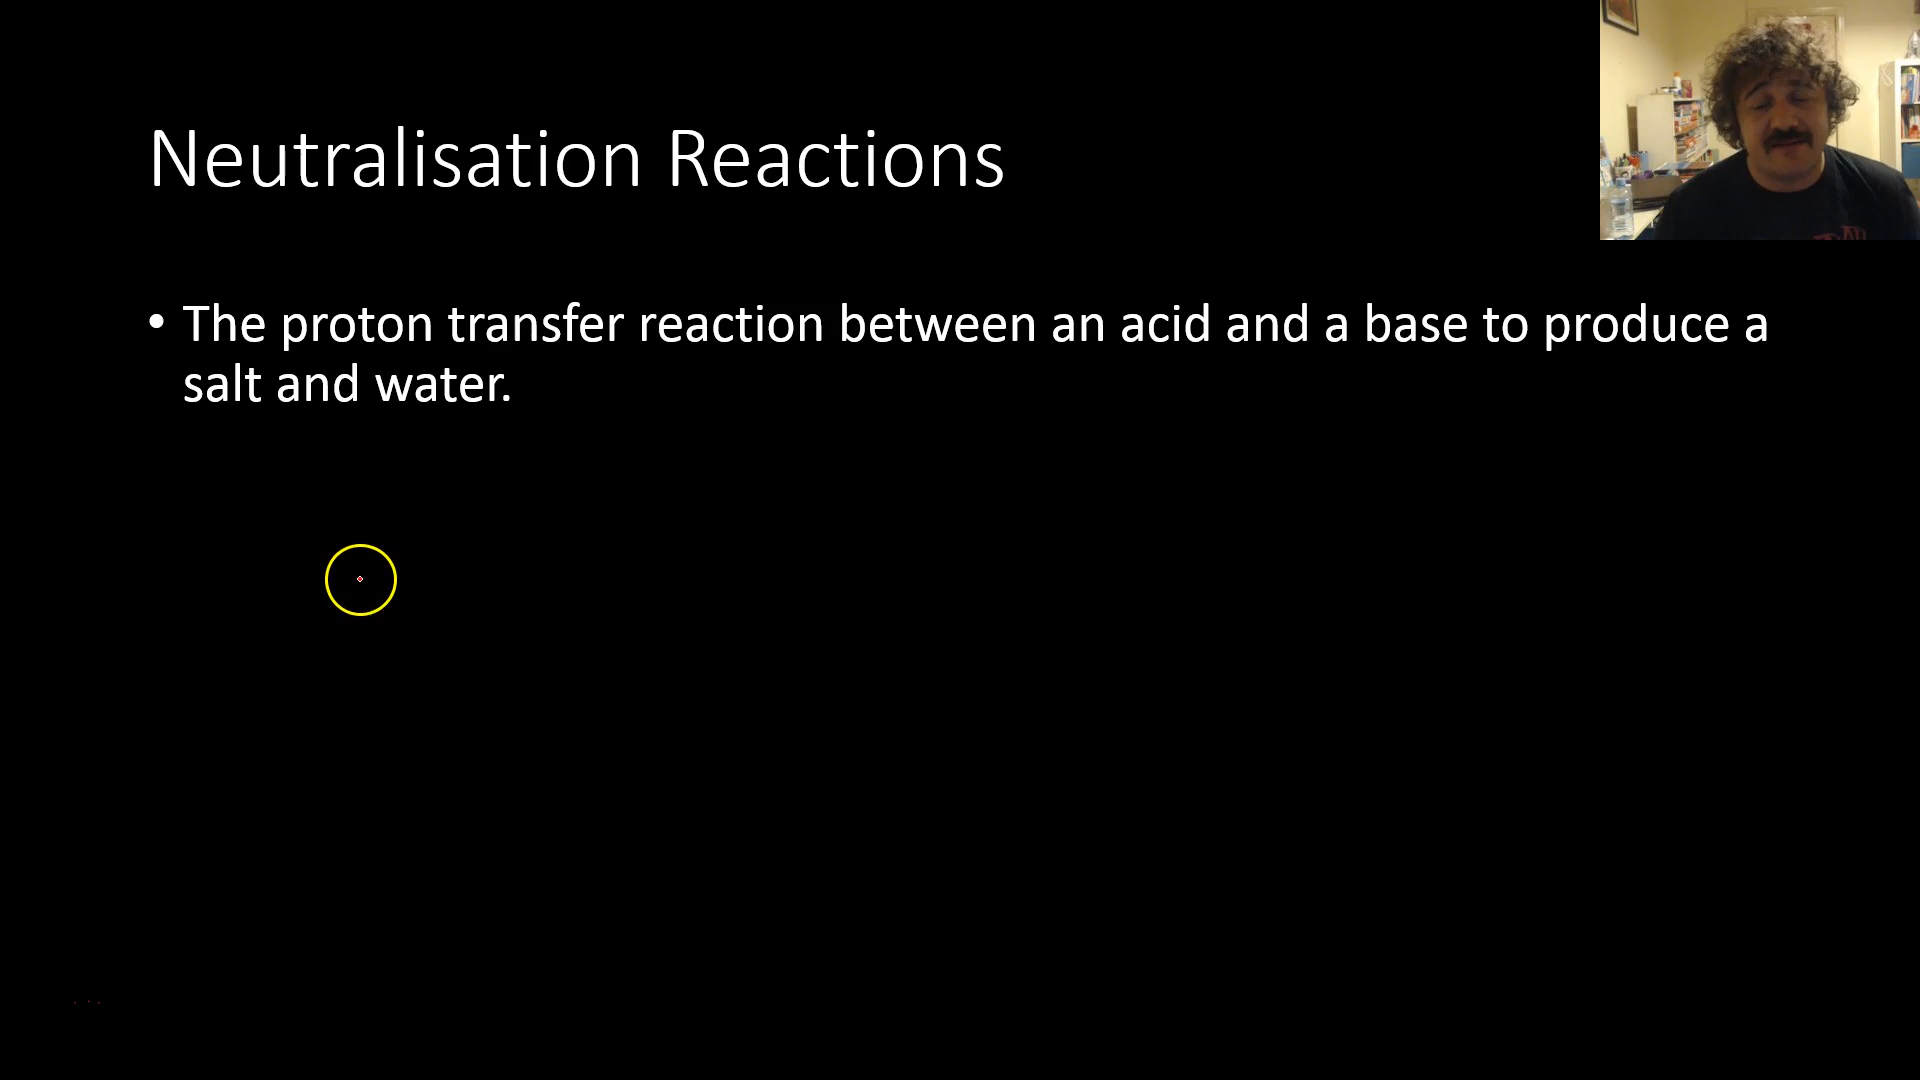 Neutralisation Reactions
• The proton transfer reaction between an acid and a base to produce a
salt and water.